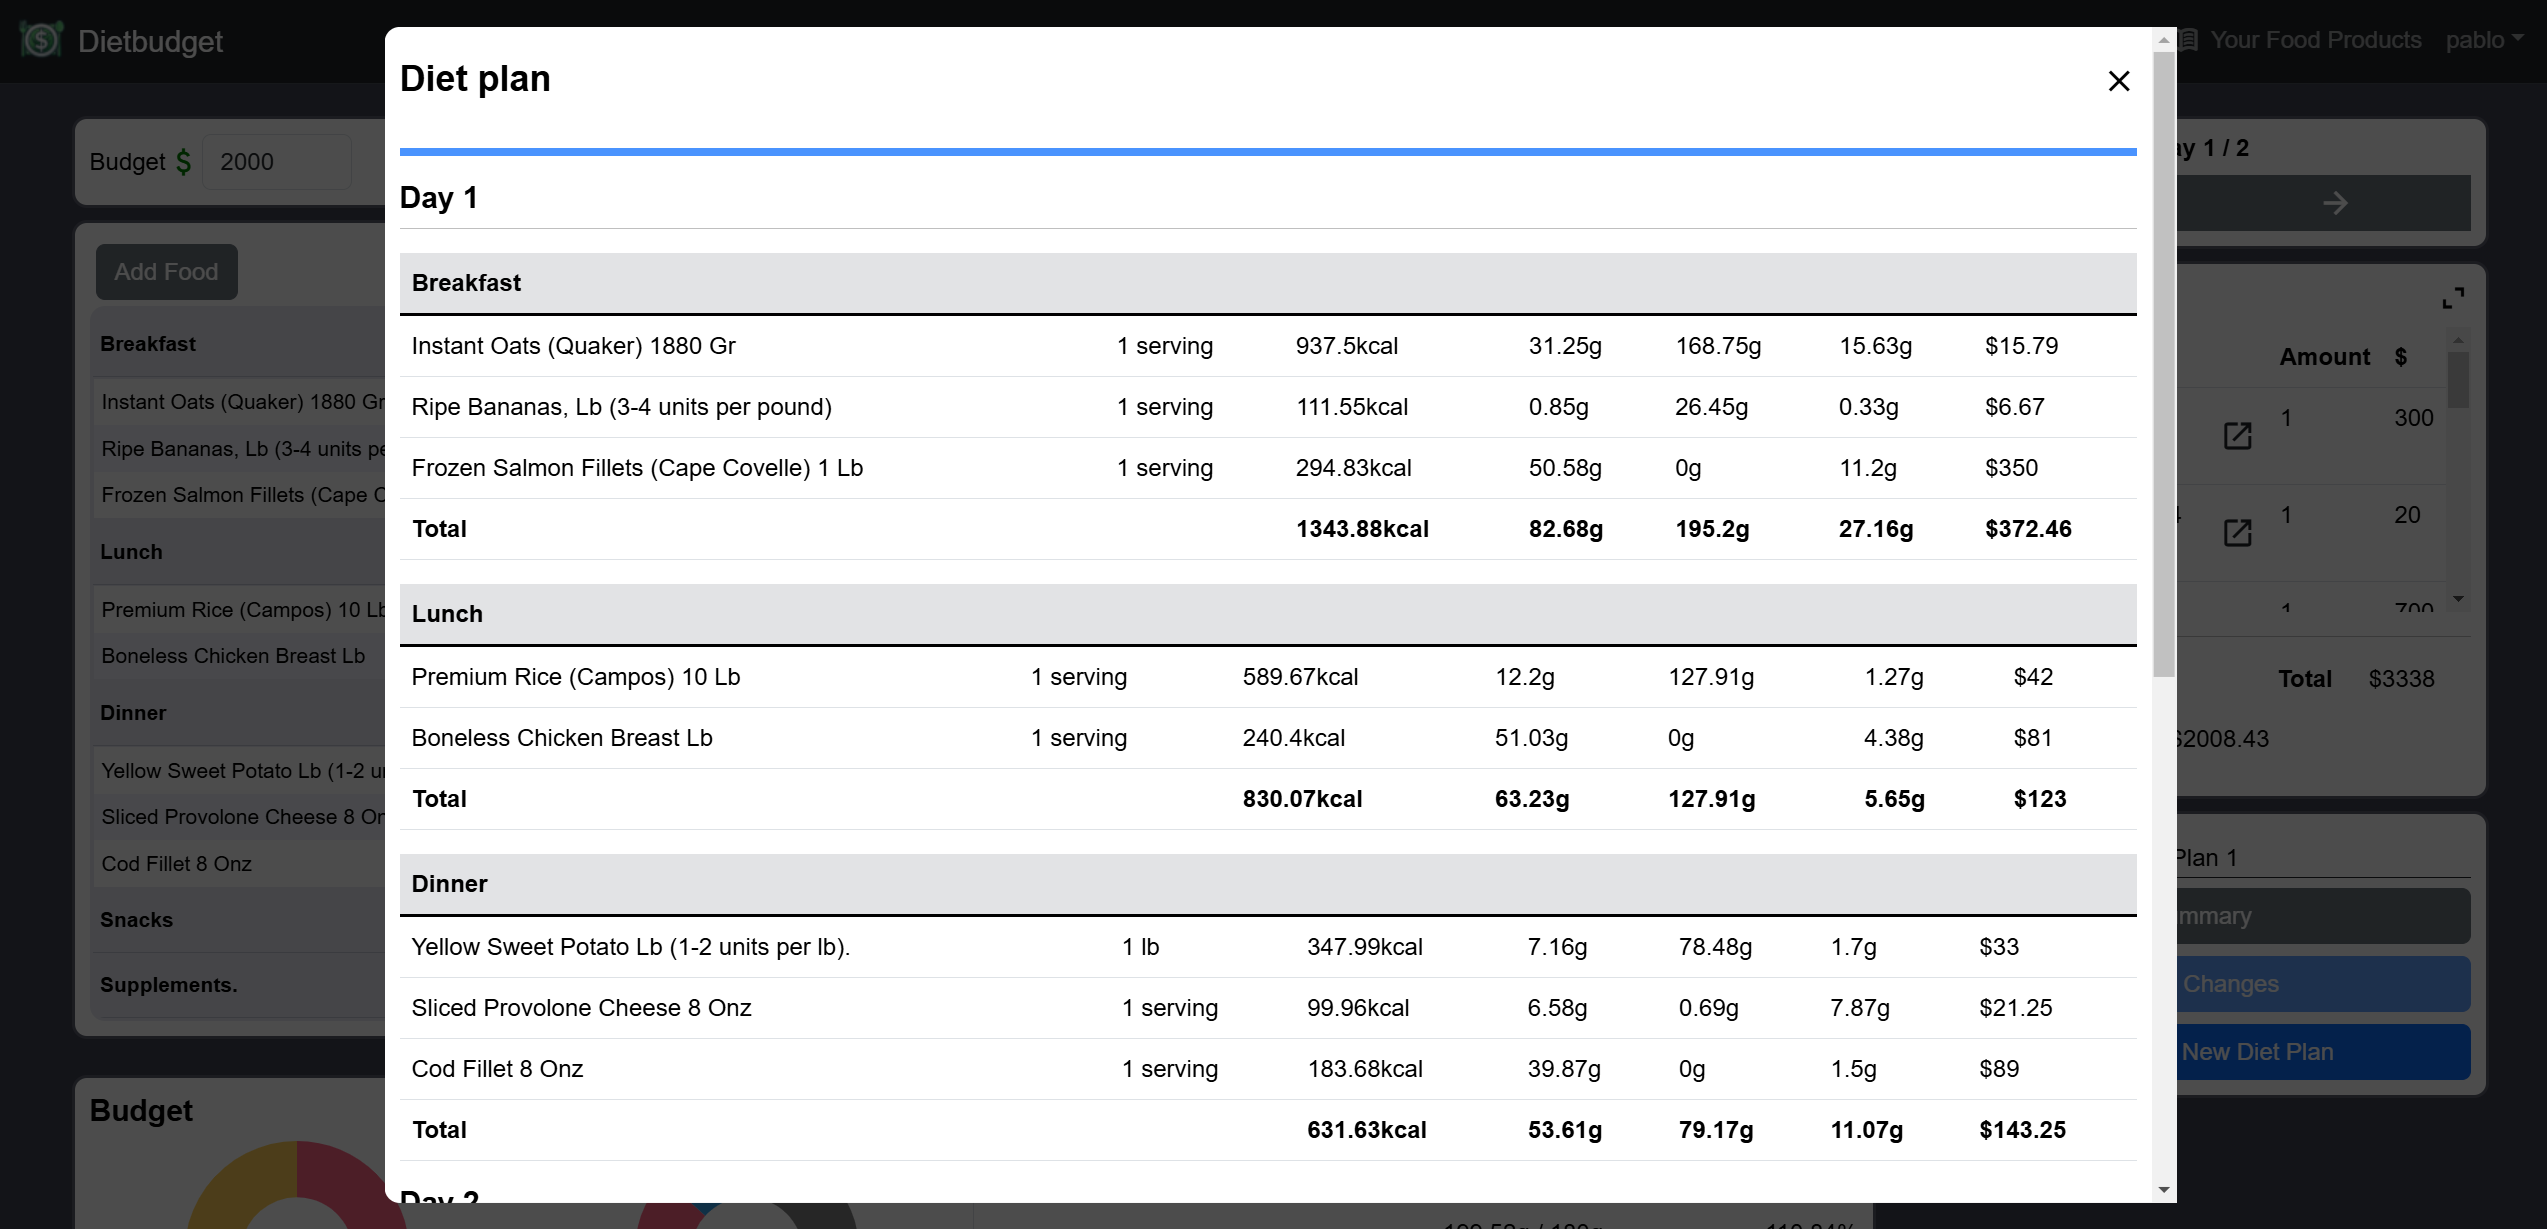 Dietbudget
Your Food Products pablo
Budget $ 2000
Add Food
Breakfast
Instant Oats (Quaker) 1880 Gr
Ripe Bananas, Lb (3-4 units pe
Frozen Salmon Fillets (Cape C
Lunch
Premium Rice (Campos) 10 Lb
Boneless Chicken Breast Lb
Dinner
Yellow Sweet Potato Lb (1-2 u
Sliced Provolone Cheese 8 On
Cod Fillet 8 Onz
Snacks
Supplements.
Budget
Diet plan
Day 1
Breakfast
Instant Oats (Quaker) 1880 Gr 1 serving 937.5kcal 31.25g 168.75g 15.63g $15.79
Ripe Bananas, Lb (3-4 units per pound) 1 serving 111.55kcal 0.85g 26.45g 0.33g $6.67
Frozen Salmon Fillets (Cape Covelle) 1 Lb 1 serving 294.83kcal 50.58g 0g 11.2g $350
Total 1343.88kcal 82.68g 195.2g 27.16g $372.46
Lunch
Premium Rice (Campos) 10 Lb 1 serving 589.67kcal 12.2g 127.91g 1.27g $42
Boneless Chicken Breast Lb 1 serving 240.4kcal 51.03g 0g 4.38g $81
Total 830.07kcal 63.23g 127.91g 5.65g $123
Dinner
Yellow Sweet Potato Lb (1-2 units per lb). 1 lb 347.99kcal 7.16g 78.48g 1.7g $33
Sliced Provolone Cheese 8 Onz 1 serving 99.96kcal 6.58g 0.69g 7.87g $21.25
Cod Fillet 8 Onz 1 serving 183.68kcal 39.87g 0g 1.5g $89
Total 631.63kcal 53.61g 79.17g 11.07g $143.25
Day 2
ay 1 / 2
Amount $
1 300
1 20
1 700
Total $3338
$2008.43
Plan 1
mmary
Changes
New Diet Plan